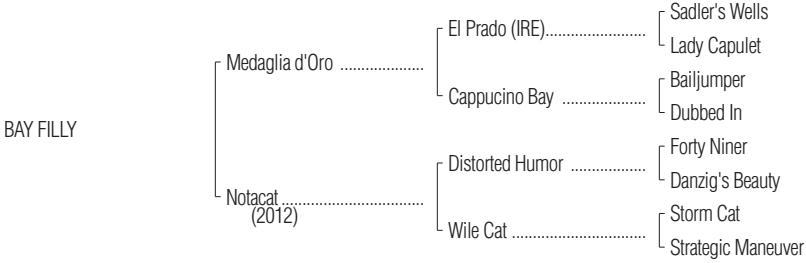 Sadler's Wells
El Prado (IRE)........................
Lady Capulet
Medaglia d'Oro ....................
Bailjumper
Cappucino Bay ....................
Dubbed In
BAY FILLY
Forty Niner
Distorted Humor ..................
Danzig's Beauty
Notacat ..................................
(2012)
Storm Cat
Wile Cat ................................
Strategic Maneuver